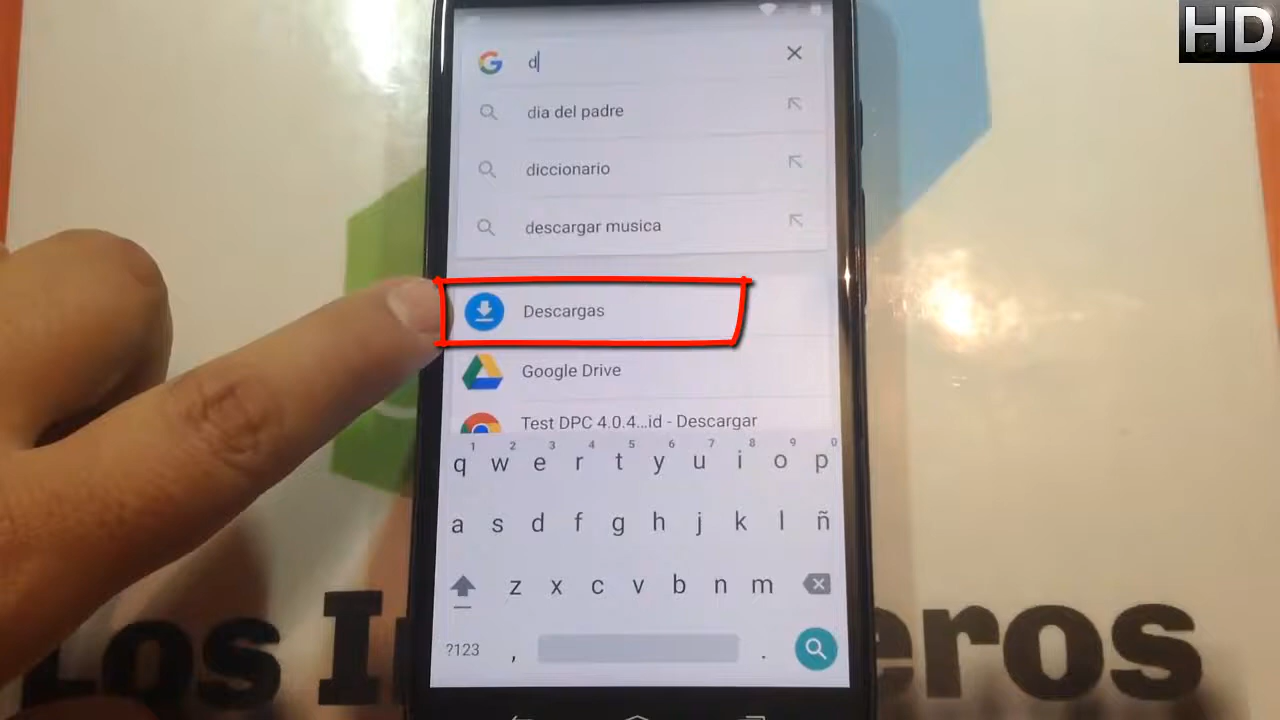 HD
d
dia del padre
diccionario
descargar musica
Descargas
Google Drive
Test DPC 4.0.4...id - Descargar
1 2 3 4 5 6 7 8 9 0
q w e r t y u i o p
a s d f g h j k l ñ
z x c v b n m
?123 , .
Los I eros